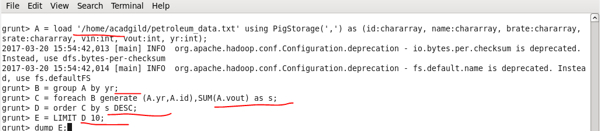 File Edit View Search Terminal Help
grunt> A = load '/home/acadgild/petroleum_data.txt' using PigStorage(',') as (id:chararray, name:chararray, brate:chararray,
srate:chararray, vin:int, vout:int, yr:int);
2017-03-20 15:54:42,013 [main] INFO org.apache.hadoop.conf.Configuration.deprecation - io.bytes.per.checksum is deprecated.
Instead, use dfs.bytes-per-checksum
2017-03-20 15:54:42,014 [main] INFO org.apache.hadoop.conf.Configuration.deprecation - fs.default.name is deprecated. Instea
d, use fs.defaultFS
grunt> B = group A by yr;
grunt> C = foreach B generate (A.yr,A.id),SUM(A.vout) as s;
grunt> D = order C by s DESC;
grunt> E = LIMIT D 10;
grunt> dump E;